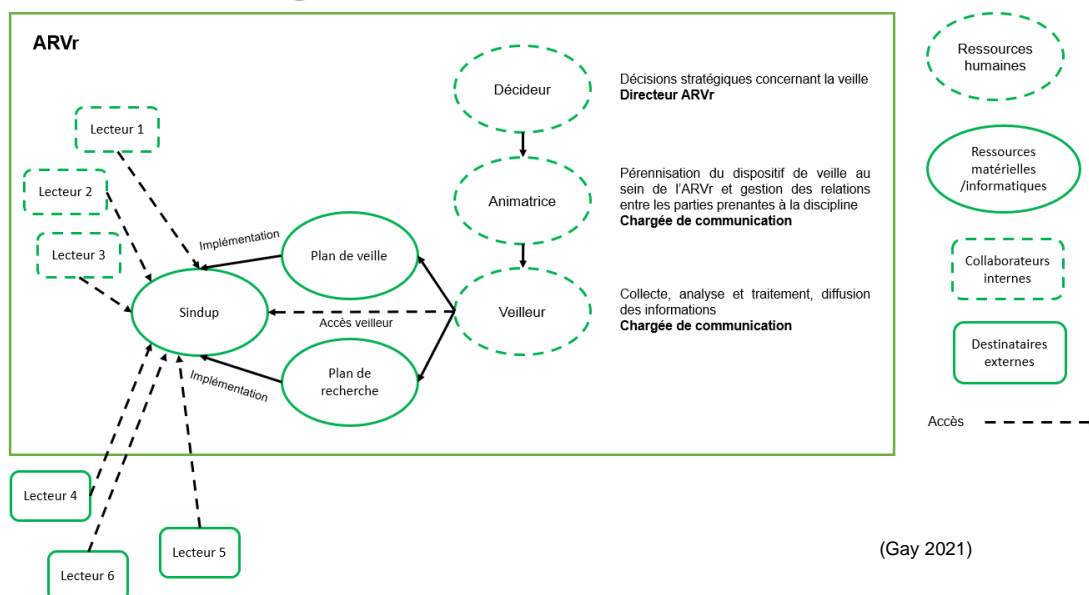 ARVr
Lecteur 1
Lecteur 2
Lecteur 3
Implémentation
Plan de veille
Sindup
Accès veilleur
Plan de
recherche
Implémentation
Décideur
Animatrice
Veilleur
Décisions stratégiques concernant la veille
Directeur ARVr
Pérennisation du dispositif de veille au
sein de l'ARVr et gestion des relations
entre les parties prenantes à la discipline
Chargée de communication
Collecte, analyse et traitement, diffusion
des informations
Chargée de communication
Lecteur 4
Lecteur 5
Lecteur 6
Ressources
humaines
Ressources
matérielles
/informatiques
Collaborateurs
internes
Destinataires
externes
Accès
(Gay 2021)